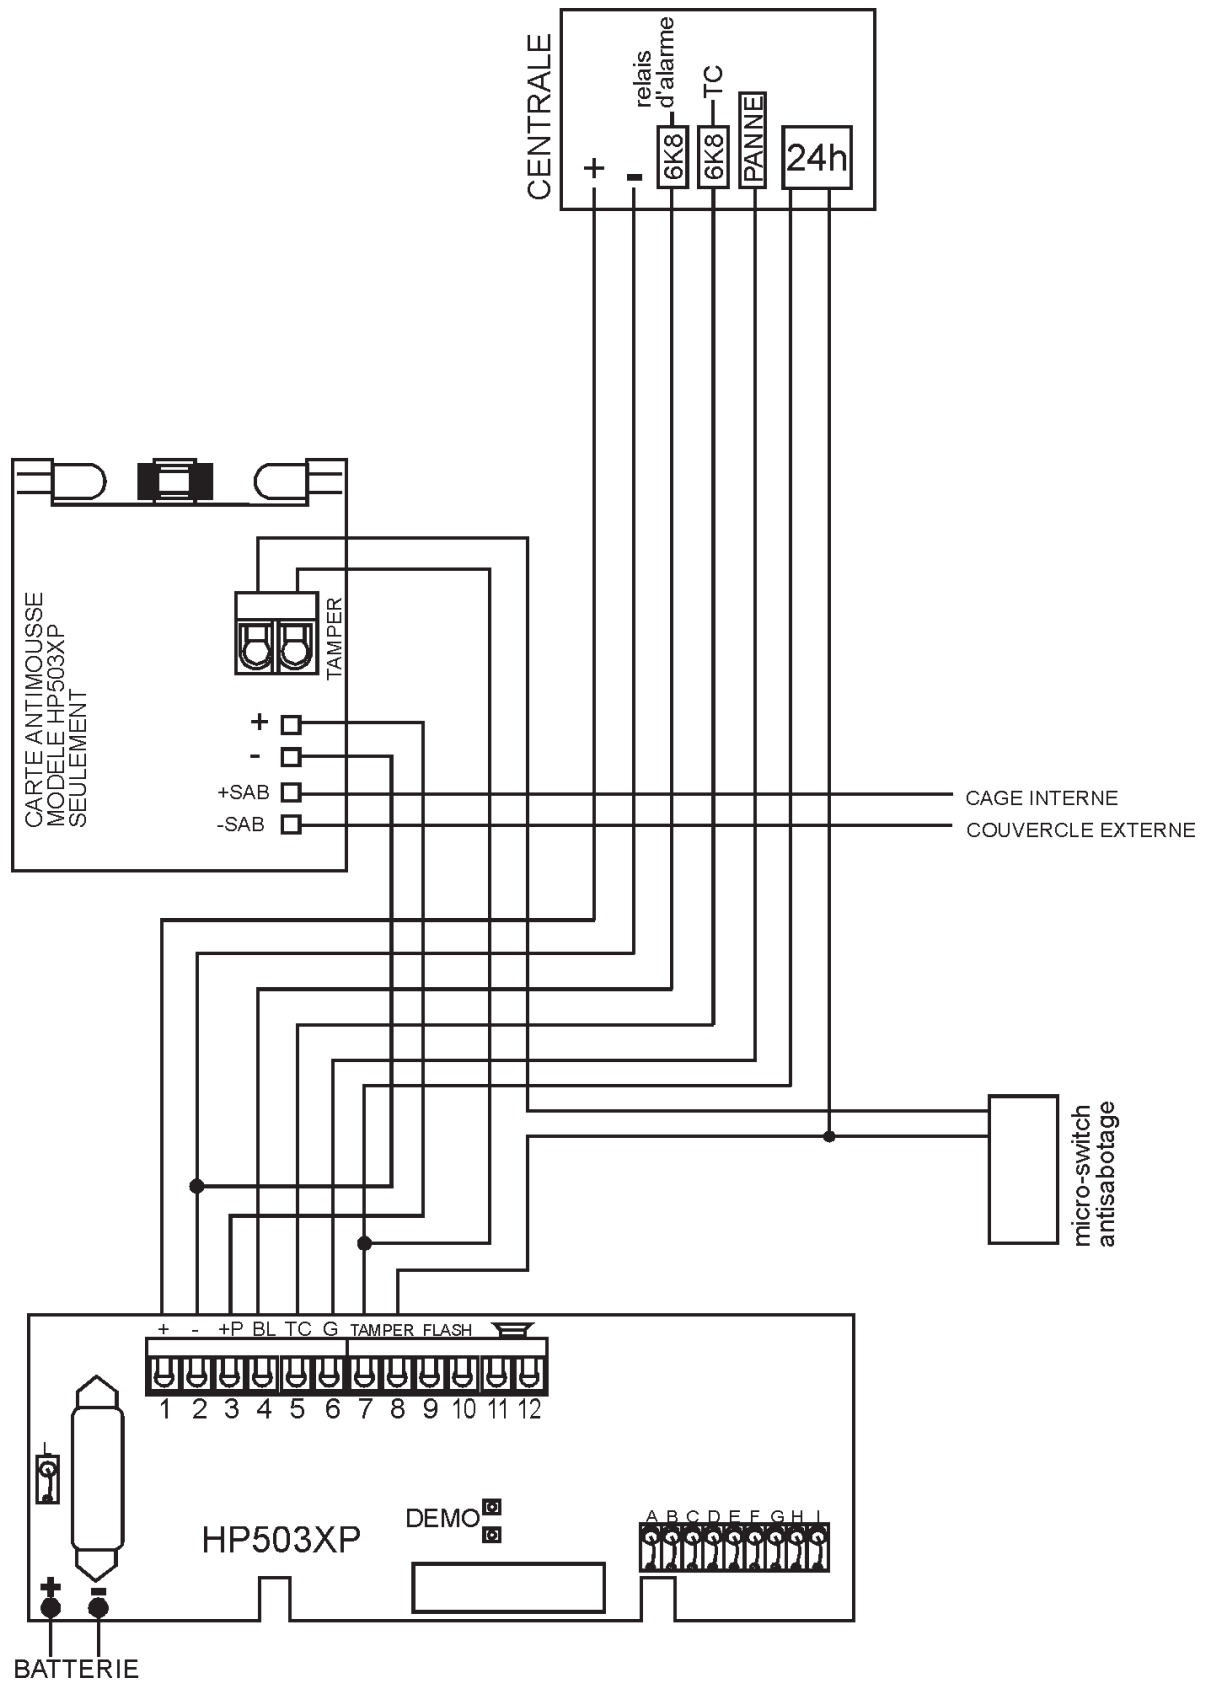 CENTRALE
relais
d'alarme
TC
+
-
6K8
6K8
PANNE
24h
CARTE ANTIMOUSSE
MODELE HP503XP
SEULEMENT
TAMPER
+
-
+SAB
-SAB
CAGE INTERNE
COUVERCLE EXTERNE
micro-switch
antisabotage
+ - +P BL TC G TAMPER FLASH
1 2 3 4 5 6 7 8 9 10 11 12
L
DEMO
HP503XP
A B C D E F G H I
+ -
BATTERIE